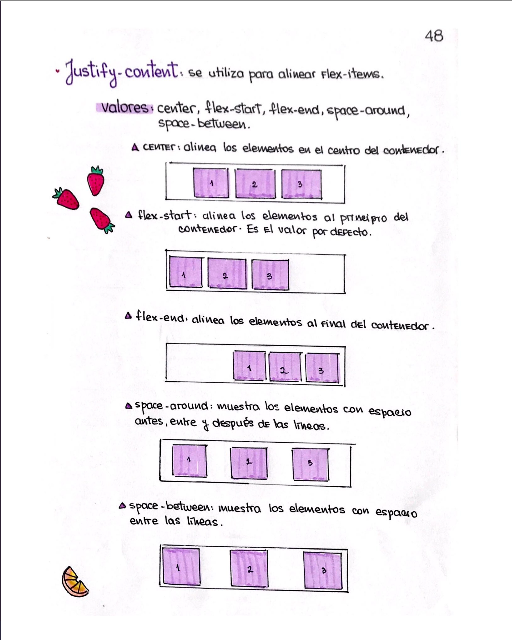 48
Justify-content: se utiliza para alinear Flex-items.
valores: center, flex-start, flex-end, space-around,
space-between.
CENTER: alinea los elementos en el centro del contenedor.
1 2 3
flex-start: alinea los elementos al principio del
contenedor. Es el valor por defecto.
1 2 3
flex-end: alinea los elementos al final del contenedor.
1 2 3
space-around: muestra los elementos con espacio
antes, entre y después de las líneas.
1 2 3
space-between: muestra los elementos con espacio
entre las líneas.
1 2 3